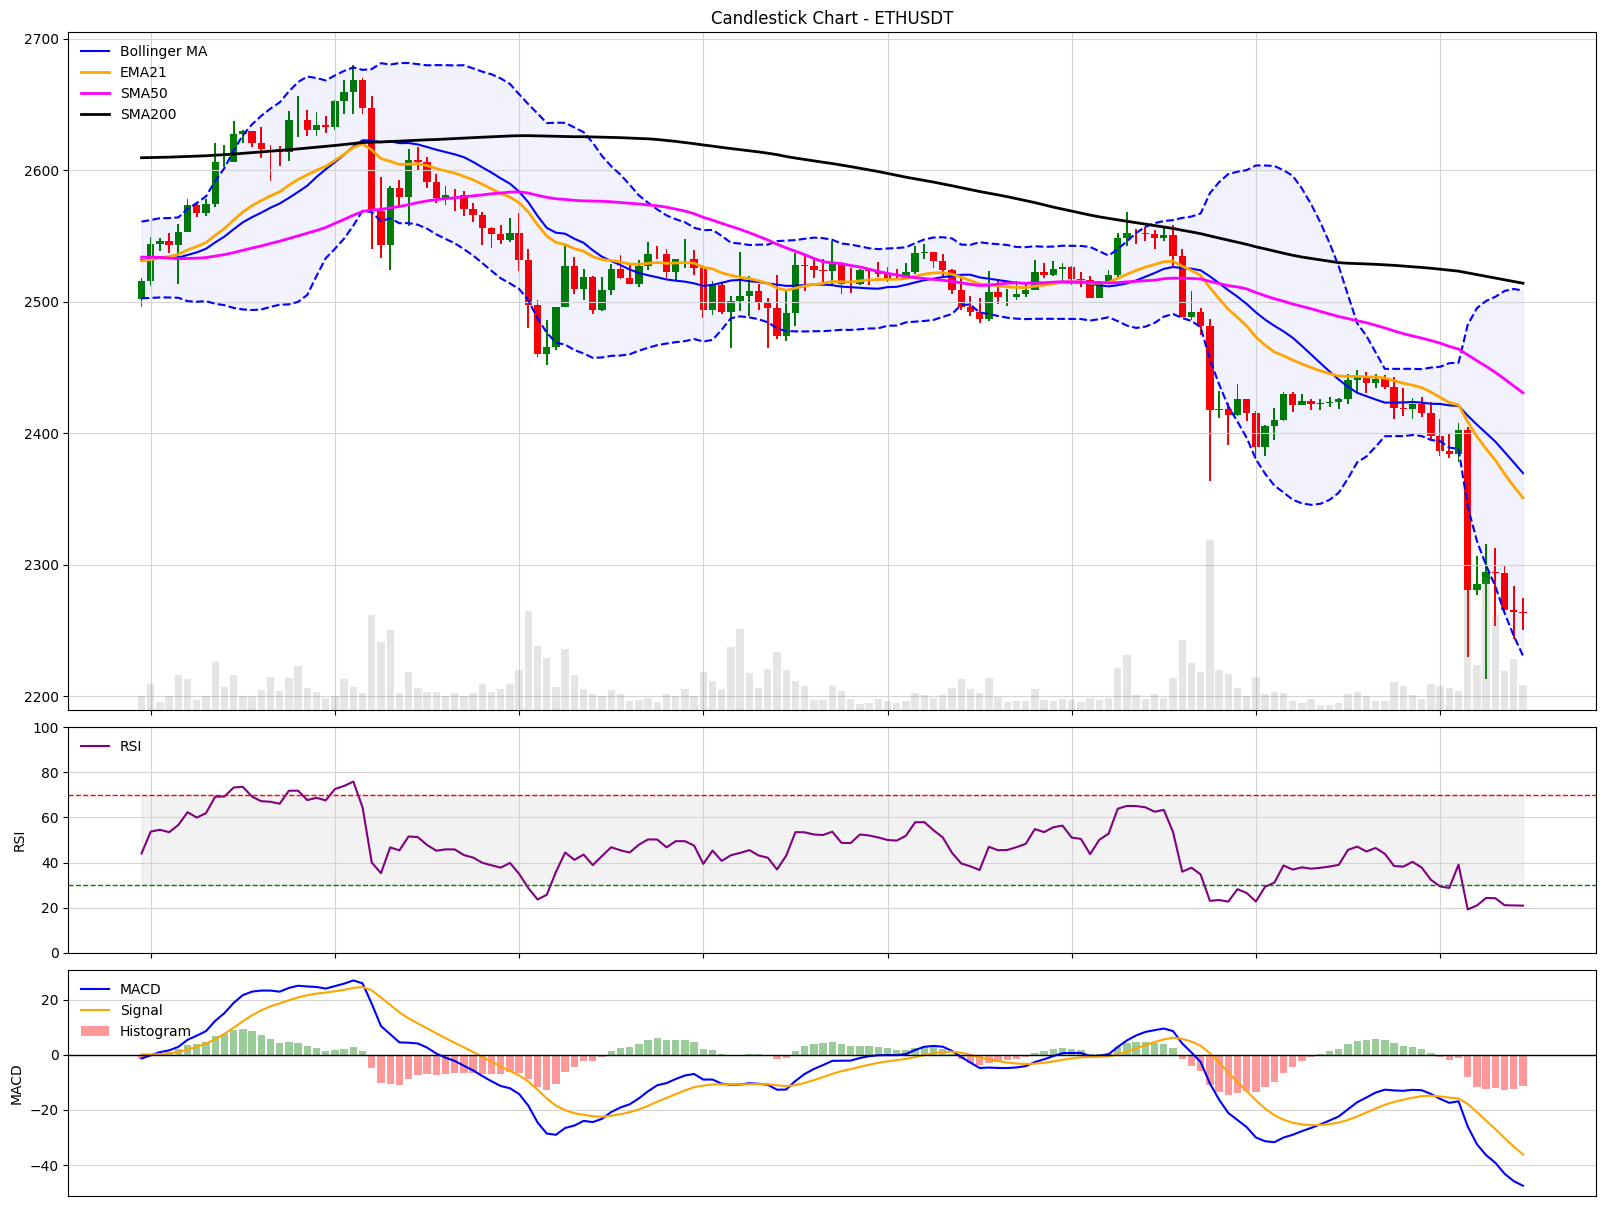 Candlestick Chart - ETHUSDT
2700
Bollinger MA
EMA21
SMA50
SMA200
2600
2500
2400
2300
2200
100
RSI
80
60
RSI
40
20
0
MACD
20
Signal
Histogram
0
MACD
−20
−40